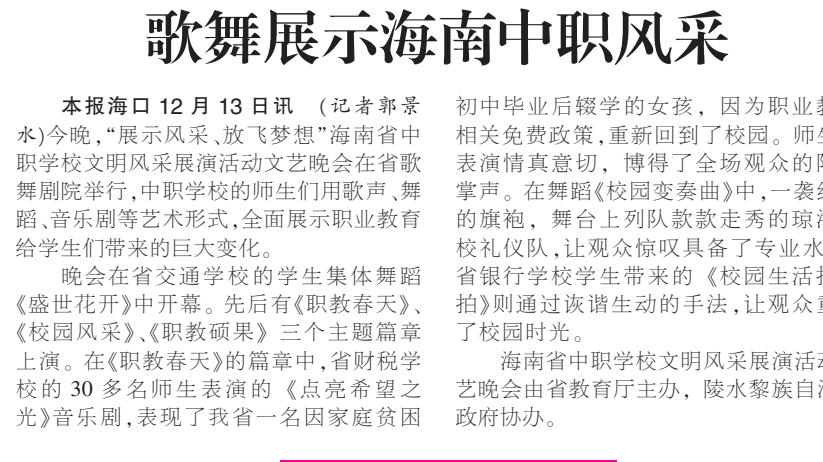 歌舞展示海南中职风采
本报海口12月13日讯 (记者郭景
水)今晚,“展示风采、放飞梦想”海南省中
职学校文明风采展演活动文艺晚会在省歌
舞剧院举行,中职学校的师生们用歌声、舞
蹈、音乐剧等艺术形式,全面展示职业教育
给学生们带来的巨大变化。
晚会在省交通学校的学生集体舞蹈
《盛世花开》中开幕。先后有《职教春天》、
《校园风采》、《职教硕果》三个主题篇章
上演。在《职教春天》的篇章中,省财税学
校的30多名师生表演的《点亮希望之
光》音乐剧,表现了我省一名因家庭贫困
初中毕业后辍学的女孩,因为职业
相关免费政策,重新回到了校园。师
表演情真意切,博得了全场观众的
掌声。在舞蹈《校园变奏曲》中,一袭
的旗袍,舞台上列队款款走秀的琼
校礼仪队,让观众惊叹具备了专业水
省银行学校学生带来的《校园生活
拍》则通过诙谐生动的手法,让观众
了校园时光。
海南省中职学校文明风采展演活
艺晚会由省教育厅主办,陵水黎族自
政府协办。